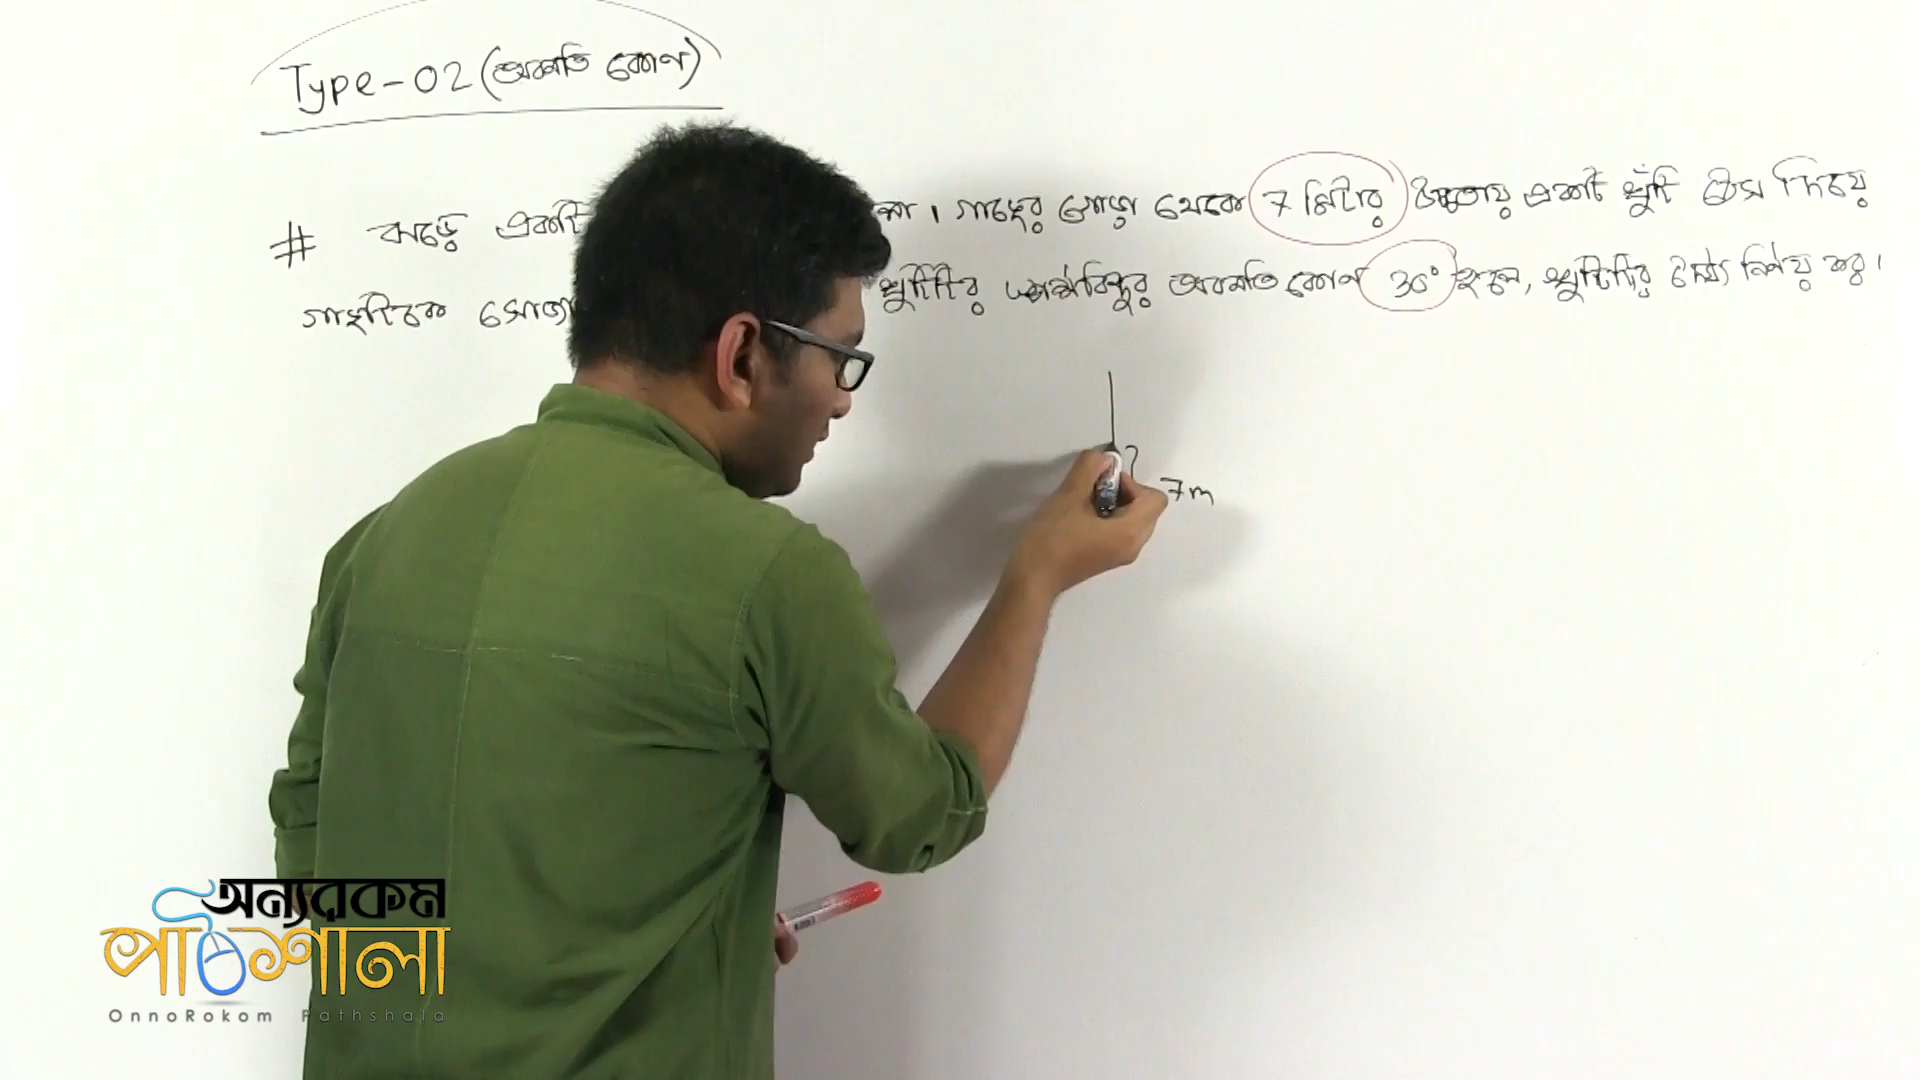 Type-02 (অবনতি কোণ)
# ঝড়ে একটি । গাছের গোড়া থেকে 7 মিটার উচ্চতায় একটি খুঁটি ঠেস দিয়ে
গাছটিকে সোজা খুঁটিটির স্পর্শবিন্দুর অবনতি কোণ 30° হলে, খুঁটিটির দৈর্ঘ্য নির্ণয় কর।
7m
অন্যরকম
পাঠশালা
OnnoRokom Pathshala